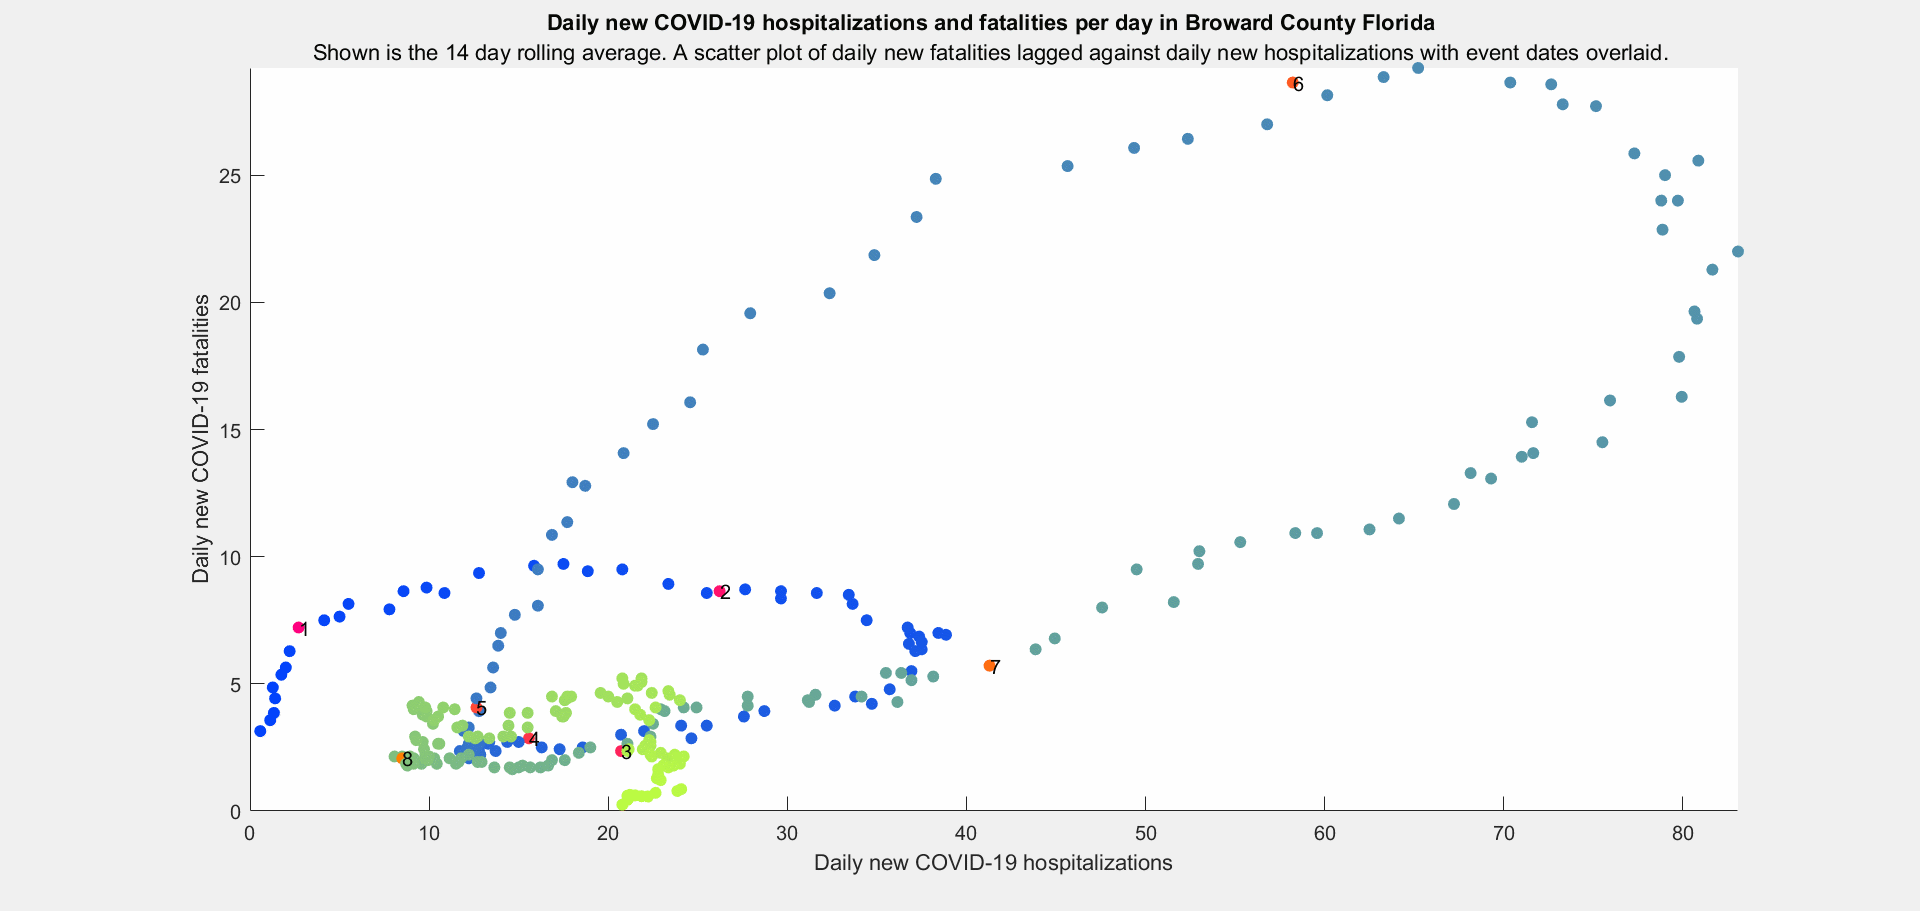 Daily new COVID-19 hospitalizations and fatalities per day in Broward County Florida
Shown is the 14 day rolling average. A scatter plot of daily new fatalities lagged against daily new hospitalizations with event dates overlaid.
6
25
20
15
10
5
0
Daily new COVID-19 fatalities
2
1
7
5
4
3
8
0 10 20 30 40 50 60 70 80
Daily new COVID-19 hospitalizations